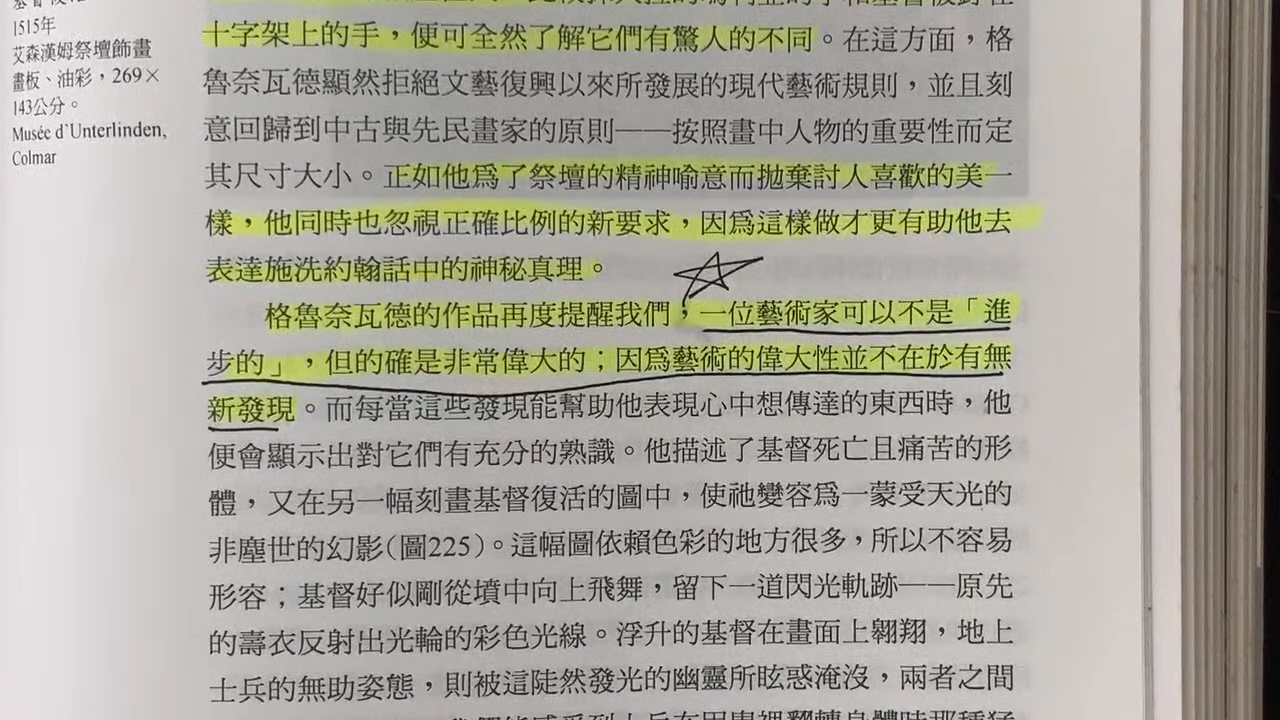 1515年
艾森漢姆祭壇飾畫
畫板、油彩，269×
143公分。
Musée d'Unterlinden,
Colmar
十字架上的手，便可全然了解它們有驚人的不同。在這方面，格
魯奈瓦德顯然拒絕文藝復興以來所發展的現代藝術規則，並且刻
意回歸到中古與先民畫家的原則——按照畫中人物的重要性而定
其尺寸大小。正如他爲了祭壇的精神喻意而拋棄討人喜歡的美一
樣，他同時也忽視正確比例的新要求，因爲這樣做才更有助他去
表達施洗約翰話中的神秘真理。
格魯奈瓦德的作品再度提醒我們，一位藝術家可以不是「進
步的」，但的確是非常偉大的；因爲藝術的偉大性並不在於有無
新發現。而每當這些發現能幫助他表現心中想傳達的東西時，他
便會顯示出對它們有充分的熟識。他描述了基督死亡且痛苦的形
體，又在另一幅刻畫基督復活的圖中，使祂變容爲一蒙受天光的
非塵世的幻影（圖225）。這幅圖依賴色彩的地方很多，所以不容易
形容；基督好似剛從墳中向上飛舞，留下一道閃光軌跡——原先
的壽衣反射出光輪的彩色光線。浮升的基督在畫面上翱翔，地上
士兵的無助姿態，則被這陡然發光的幽靈所眩惑淹沒，兩者之間